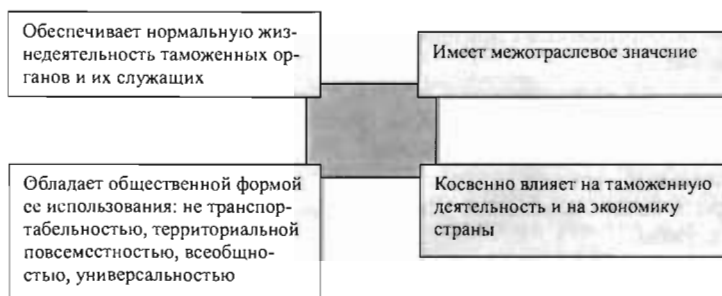 Обеспечивает нормальную жиз-
недеятельность таможенных ор-
ганов и их служащих
Имеет межотраслевое значение
Обладает общественной формой
ее использования: не транспор-
табельностью, территориальной
повсеместностью, всеобщно-
стью, универсальностью
Косвенно влияет на таможенную
деятельность и на экономику
страны